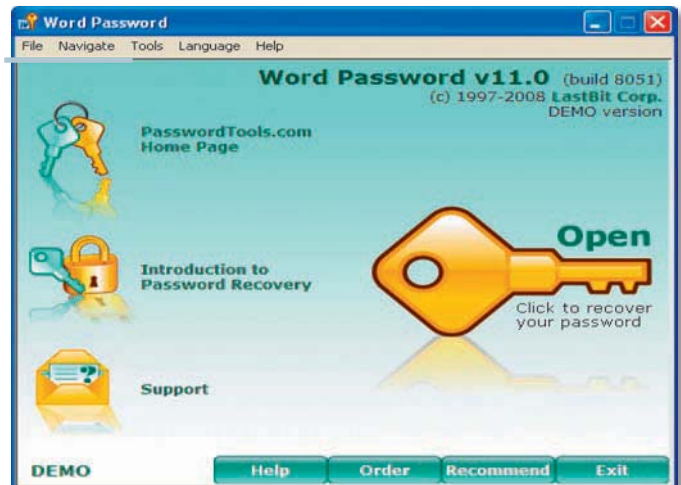 Word Password
File Navigate Tools Language Help
Word Password v11.0 (build 8051)
(c) 1997-2008 LastBit Corp.
DEMO version
PasswordTools.com
Home Page
Open
Introduction to
Password Recovery
Click to recover
your password
Support
DEMO
Help Order Recommend Exit